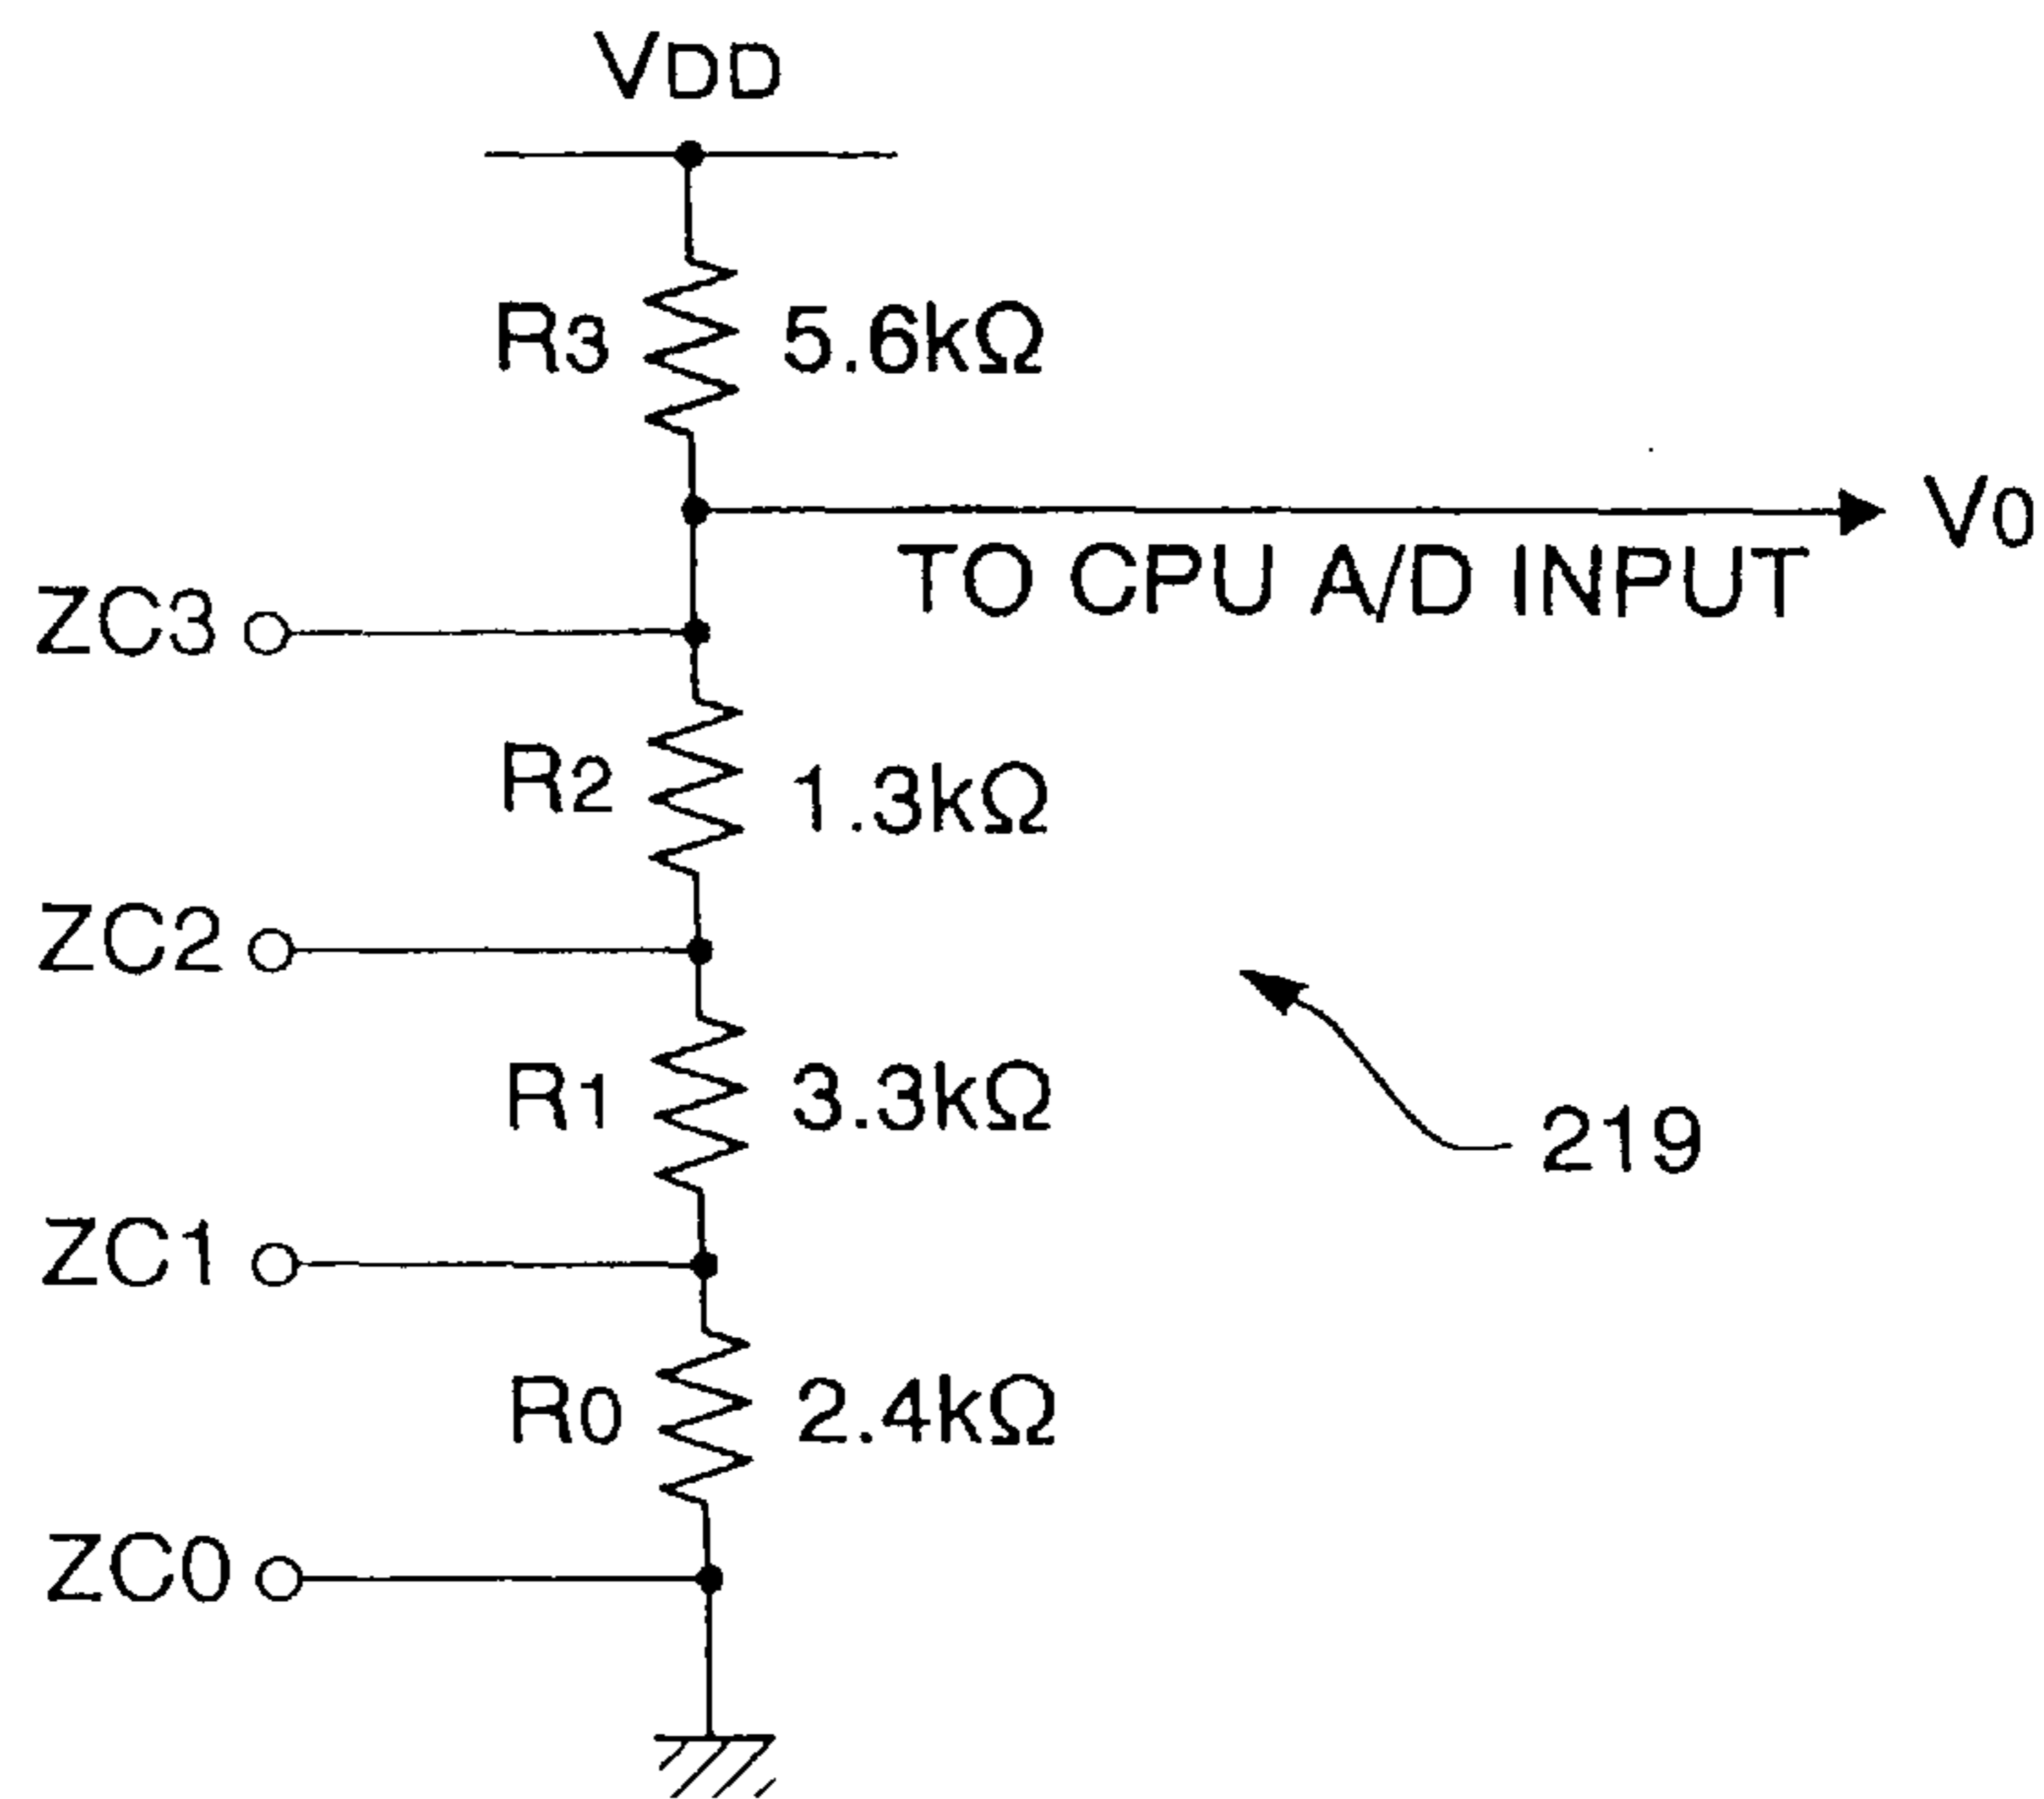 VDD
R3 5.6kΩ
V0
TO CPU A/D INPUT
ZC3
R2 1.3kΩ
ZC2
R1 3.3kΩ
219
ZC1
R0 2.4kΩ
ZC0